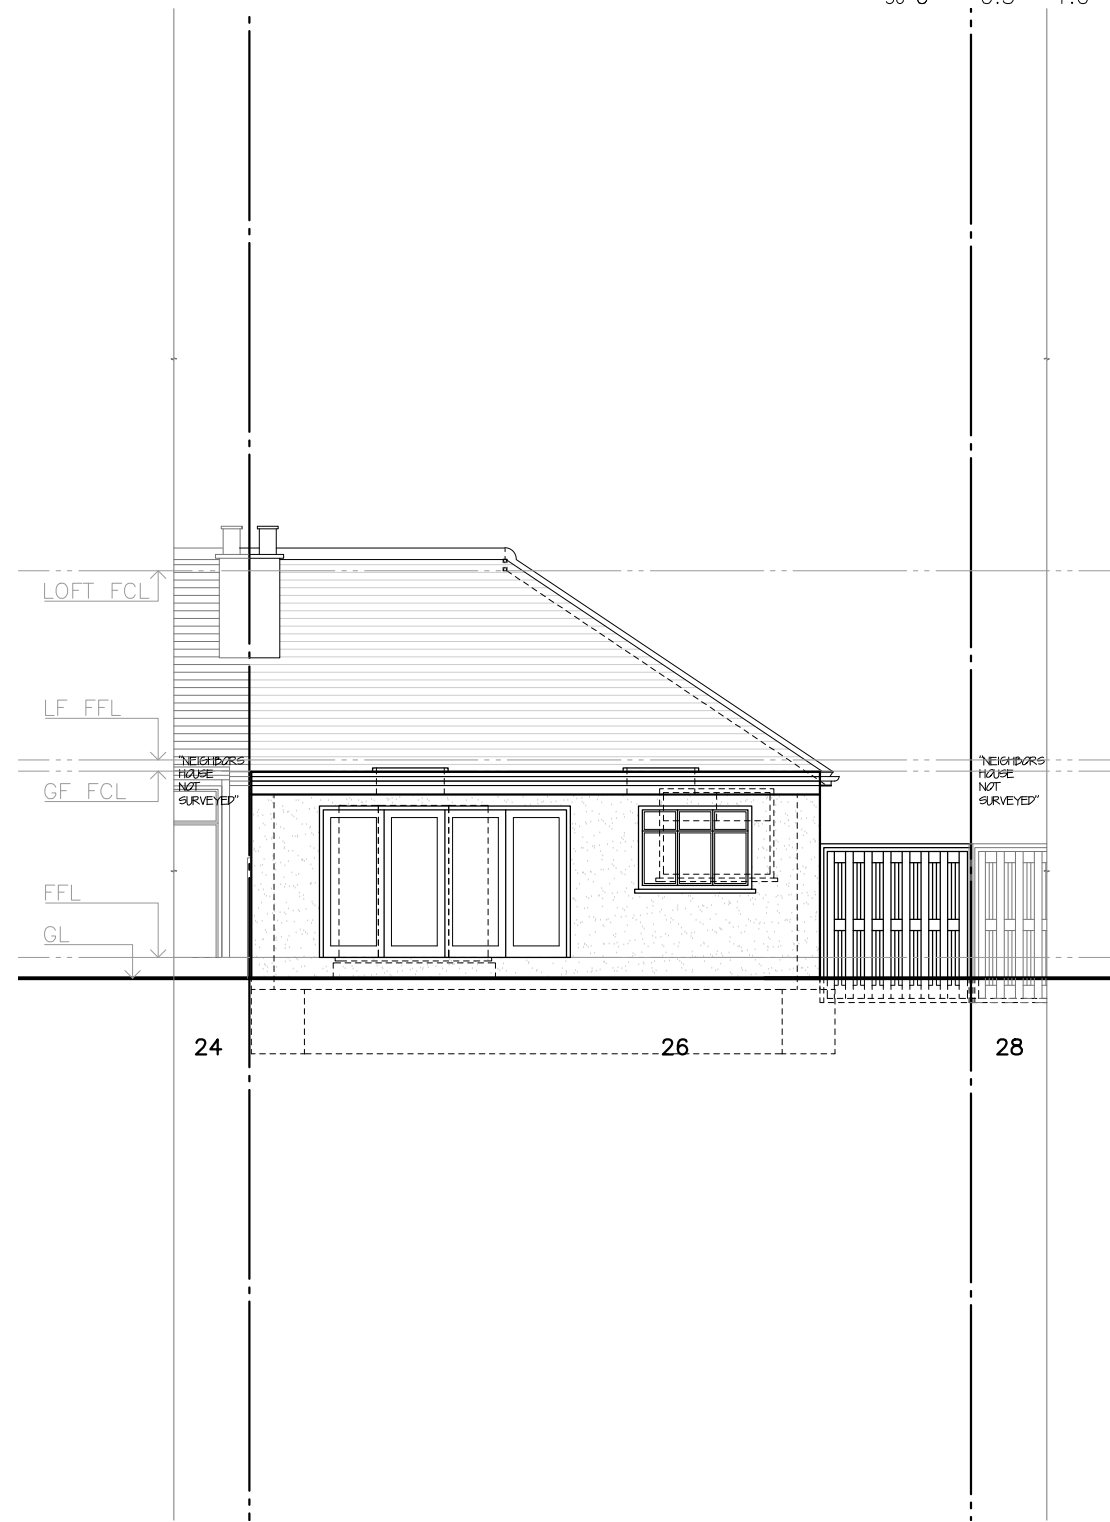 LOFT FCL
LF FFL
"NEIGHBORS
HOUSE
NOT
SURVEYED"
GF FCL
"NEIGHBORS
HOUSE
NOT
SURVEYED"
FFL
GL
24
26
28